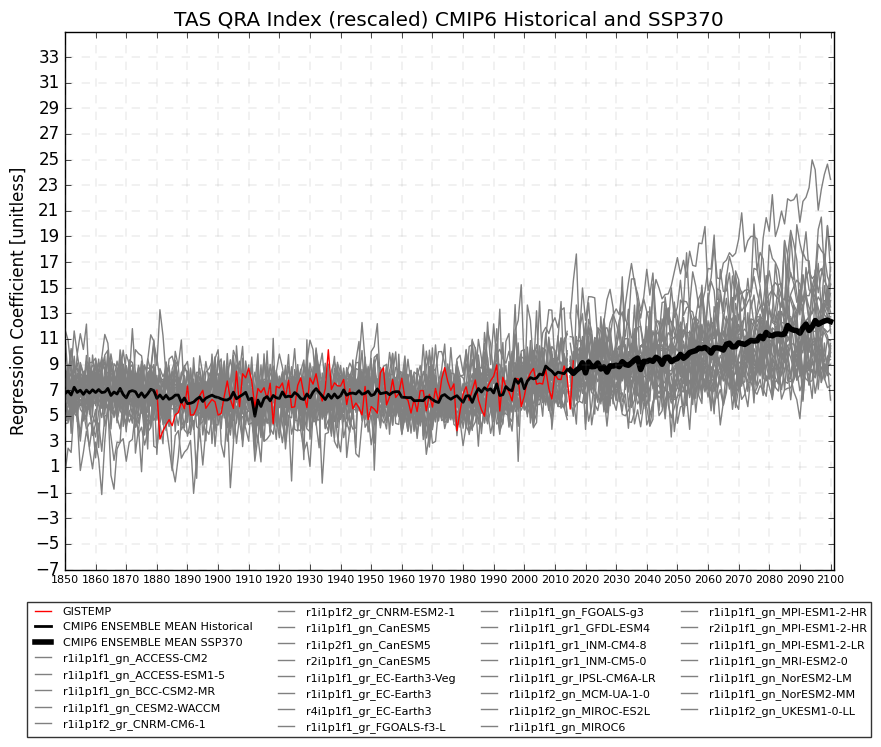 TAS QRA Index (rescaled) CMIP6 Historical and SSP370
Regression Coefficient [unitless]
33
31
29
27
25
23
21
19
17
15
13
11
9
7
5
3
1
−1
−3
−5
−7
1850 1860 1870 1880 1890 1900 1910 1920 1930 1940 1950 1960 1970 1980 1990 2000 2010 2020 2030 2040 2050 2060 2070 2080 2090 2100
GISTEMP
CMIP6 ENSEMBLE MEAN Historical
CMIP6 ENSEMBLE MEAN SSP370
r1i1p1f1_gn_ACCESS-CM2
r1i1p1f1_gn_ACCESS-ESM1-5
r1i1p1f1_gn_BCC-CSM2-MR
r1i1p1f1_gn_CESM2-WACCM
r1i1p1f2_gr_CNRM-CM6-1
r1i1p1f2_gr_CNRM-ESM2-1
r1i1p1f1_gn_CanESM5
r1i1p2f1_gn_CanESM5
r2i1p1f1_gn_CanESM5
r1i1p1f1_gr_EC-Earth3-Veg
r1i1p1f1_gr_EC-Earth3
r4i1p1f1_gr_EC-Earth3
r1i1p1f1_gr_FGOALS-f3-L
r1i1p1f1_gn_FGOALS-g3
r1i1p1f1_gr1_GFDL-ESM4
r1i1p1f1_gr1_INM-CM4-8
r1i1p1f1_gr1_INM-CM5-0
r1i1p1f1_gr_IPSL-CM6A-LR
r1i1p1f2_gn_MCM-UA-1-0
r1i1p1f2_gn_MIROC-ES2L
r1i1p1f1_gn_MIROC6
r1i1p1f1_gn_MPI-ESM1-2-HR
r2i1p1f1_gn_MPI-ESM1-2-HR
r1i1p1f1_gn_MPI-ESM1-2-LR
r1i1p1f1_gn_MRI-ESM2-0
r1i1p1f1_gn_NorESM2-LM
r1i1p1f1_gn_NorESM2-MM
r1i1p1f2_gn_UKESM1-0-LL